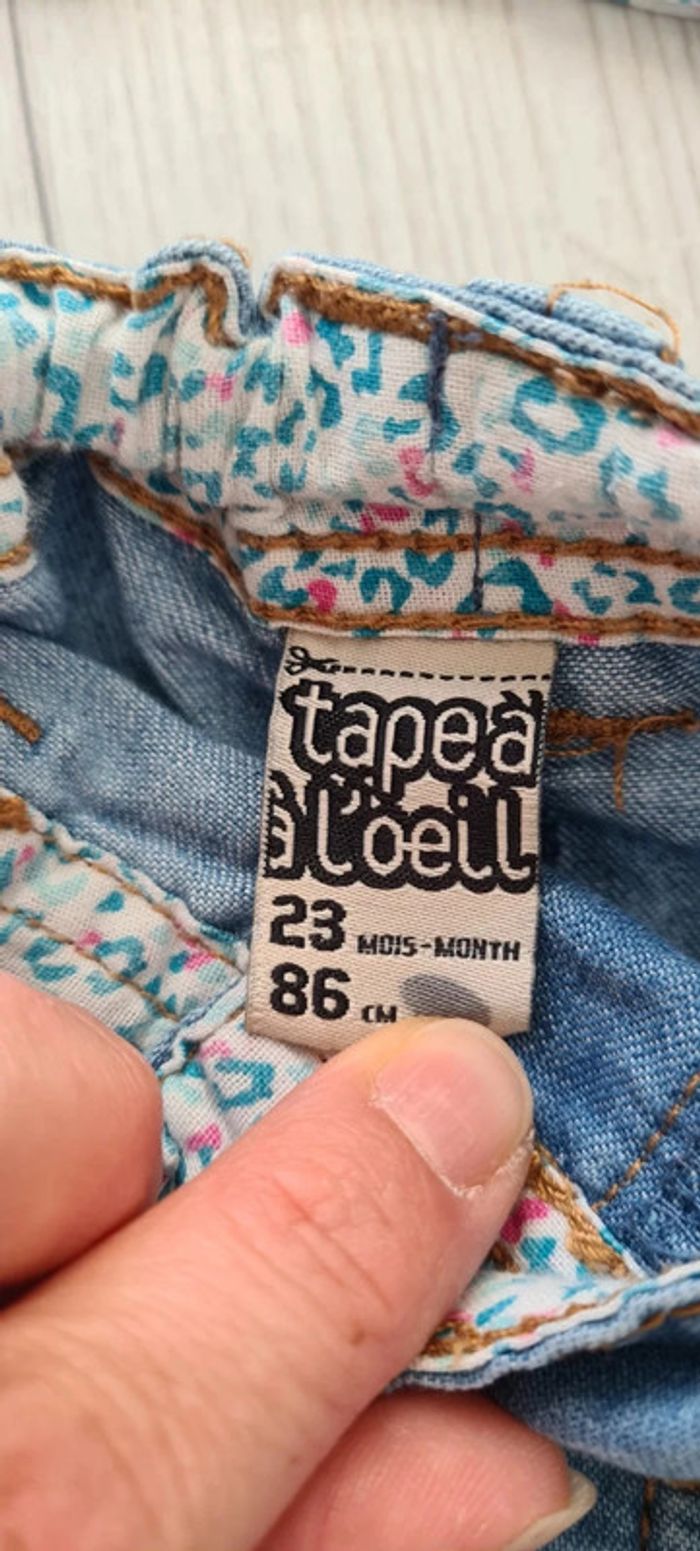 tape à
à l'oeil
23 MOIS-MONTH
86 CM